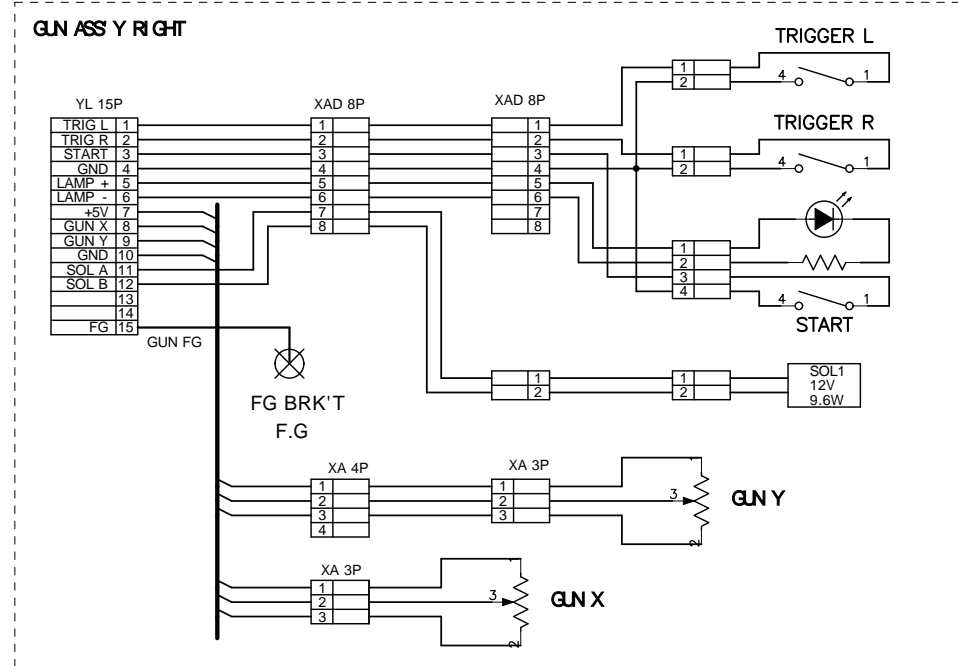 GUN ASS'Y RIGHT
TRIGGER L
YL 15P
XAD 8P
XAD 8P
TRIG L 1
TRIG R 2
START 3
GND 4
LAMP + 5
LAMP - 6
+5V 7
GUN X 8
GUN Y 9
GND 10
SOL A 11
SOL B 12
13
14
FG 15
1
2
3
4
5
6
7
8
1
2
3
4
5
6
7
8
1
2
4
1
TRIGGER R
1
2
4
1
1
2
3
4
4
1
START
GUN FG
FG BRK'T
F.G
1
2
1
2
SOL1
12V
9.6W
XA 4P
1
2
3
4
XA 3P
1
2
3
1
3
2
GUN Y
XA 3P
1
2
3
1
3
2
GUN X